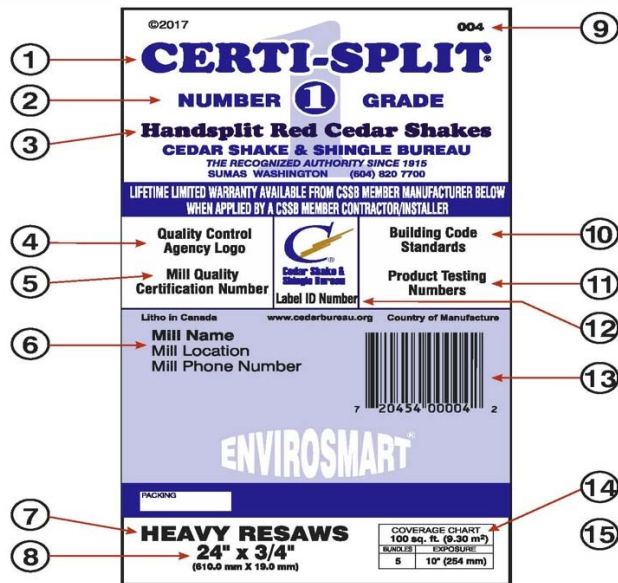 ©2017
004
9
1
CERTI-SPLIT®
2
NUMBER 1 GRADE
3
Handsplit Red Cedar Shakes
CEDAR SHAKE & SHINGLE BUREAU
THE RECOGNIZED AUTHORITY SINCE 1915
SUMAS WASHINGTON (604) 820 7700
LIFETIME LIMITED WARRANTY AVAILABLE FROM CSSB MEMBER MANUFACTURER BELOW
WHEN APPLIED BY A CSSB MEMBER CONTRACTOR/INSTALLER
4
Quality Control
Agency Logo
5
Mill Quality
Certification Number
C®
Cedar Shake &
Shingle Bureau
Label ID Number
Building Code
Standards
10
Product Testing
Numbers
11
12
Litho in Canada www.cedarbureau.org Country of Manufacture
6
Mill Name
Mill Location
Mill Phone Number
7 20454 00004 2
13
ENVIROSMART®
PACKING
7
HEAVY RESAWS
8
24" x 3/4"
(610.0 mm X 19.0 mm)
COVERAGE CHART
100 sq. ft. (9.30 m²)
BUNDLES EXPOSURE
5 10" (254 mm)
14
15